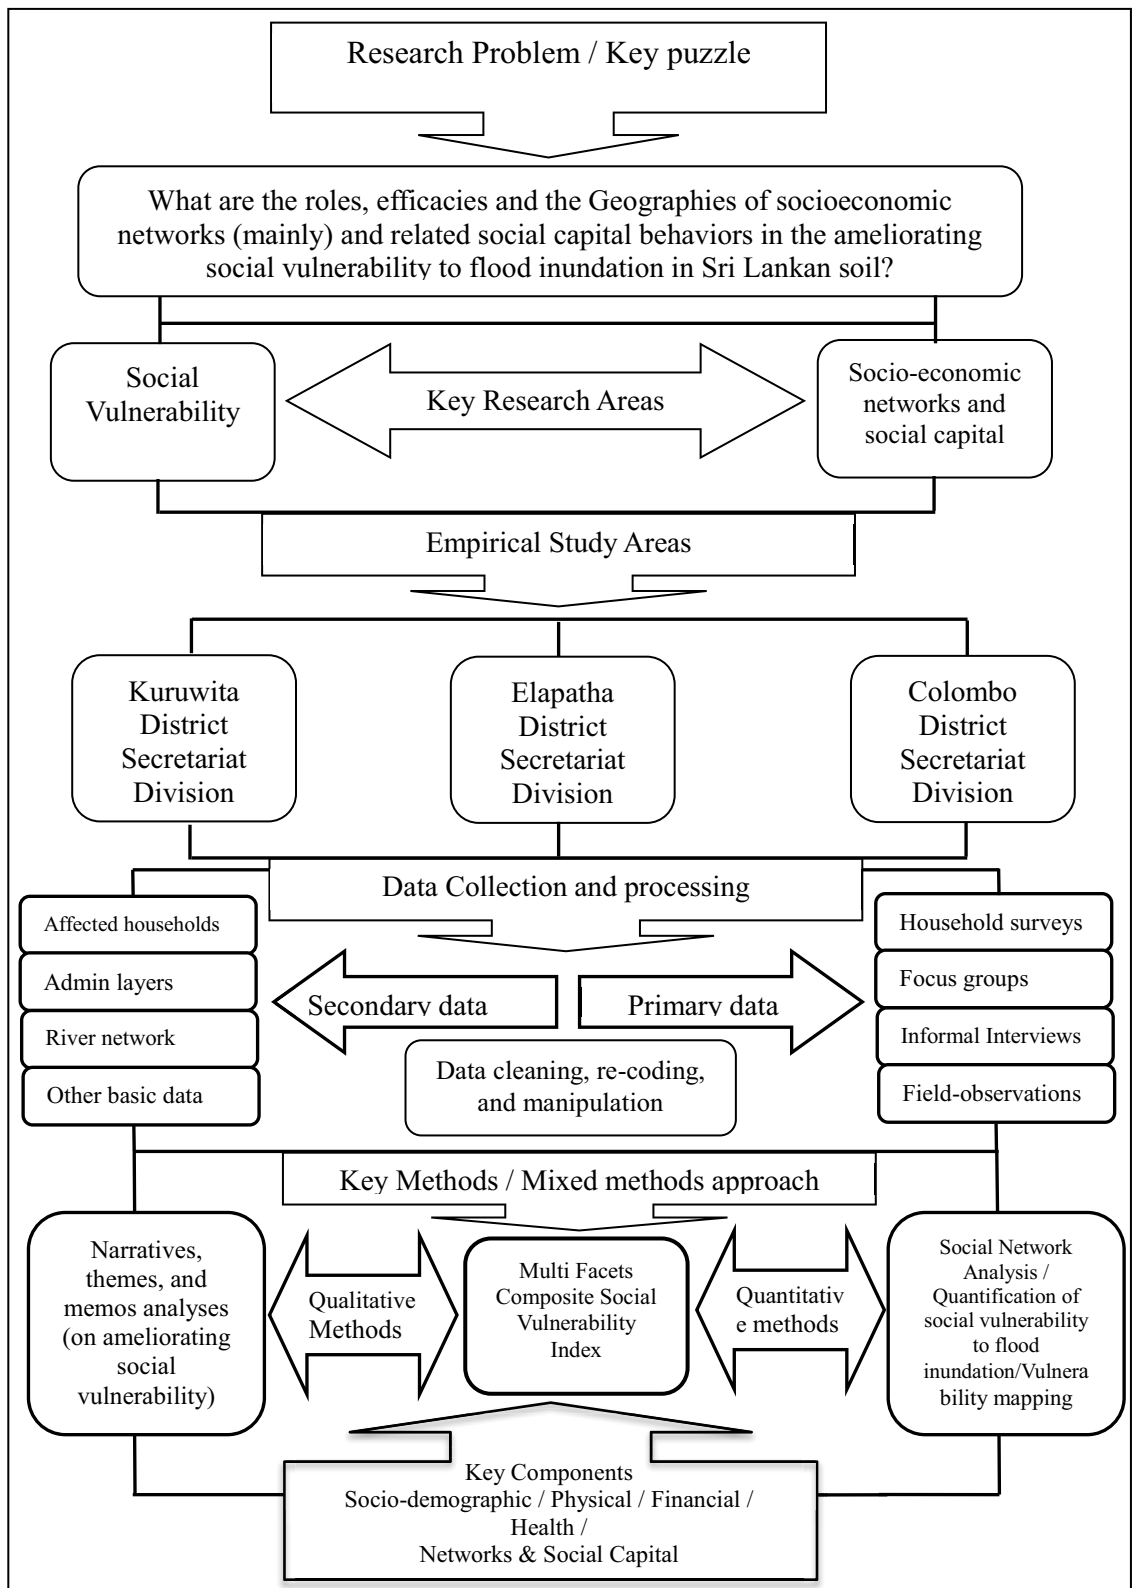 Research Problem / Key puzzle
What are the roles, efficacies and the Geographies of socioeconomic
networks (mainly) and related social capital behaviors in the ameliorating
social vulnerability to flood inundation in Sri Lankan soil?
Social
Vulnerability
Key Research Areas
Socio-economic
networks and
social capital
Empirical Study Areas
Kuruwita
District
Secretariat
Division
Elapatha
District
Secretariat
Division
Colombo
District
Secretariat
Division
Data Collection and processing
Affected households
Admin layers
River network
Other basic data
Secondary data
Primary data
Household surveys
Focus groups
Informal Interviews
Field-observations
Data cleaning, re-coding,
and manipulation
Key Methods / Mixed methods approach
Narratives,
themes, and
memos analyses
(on ameliorating
social
vulnerability)
Qualitative
Methods
Multi Facets
Composite Social
Vulnerability
Index
Quantitativ
e methods
Social Network
Analysis /
Quantification of
social vulnerability
to flood
inundation/Vulnera
bility mapping
Key Components
Socio-demographic / Physical / Financial /
Health /
Networks & Social Capital